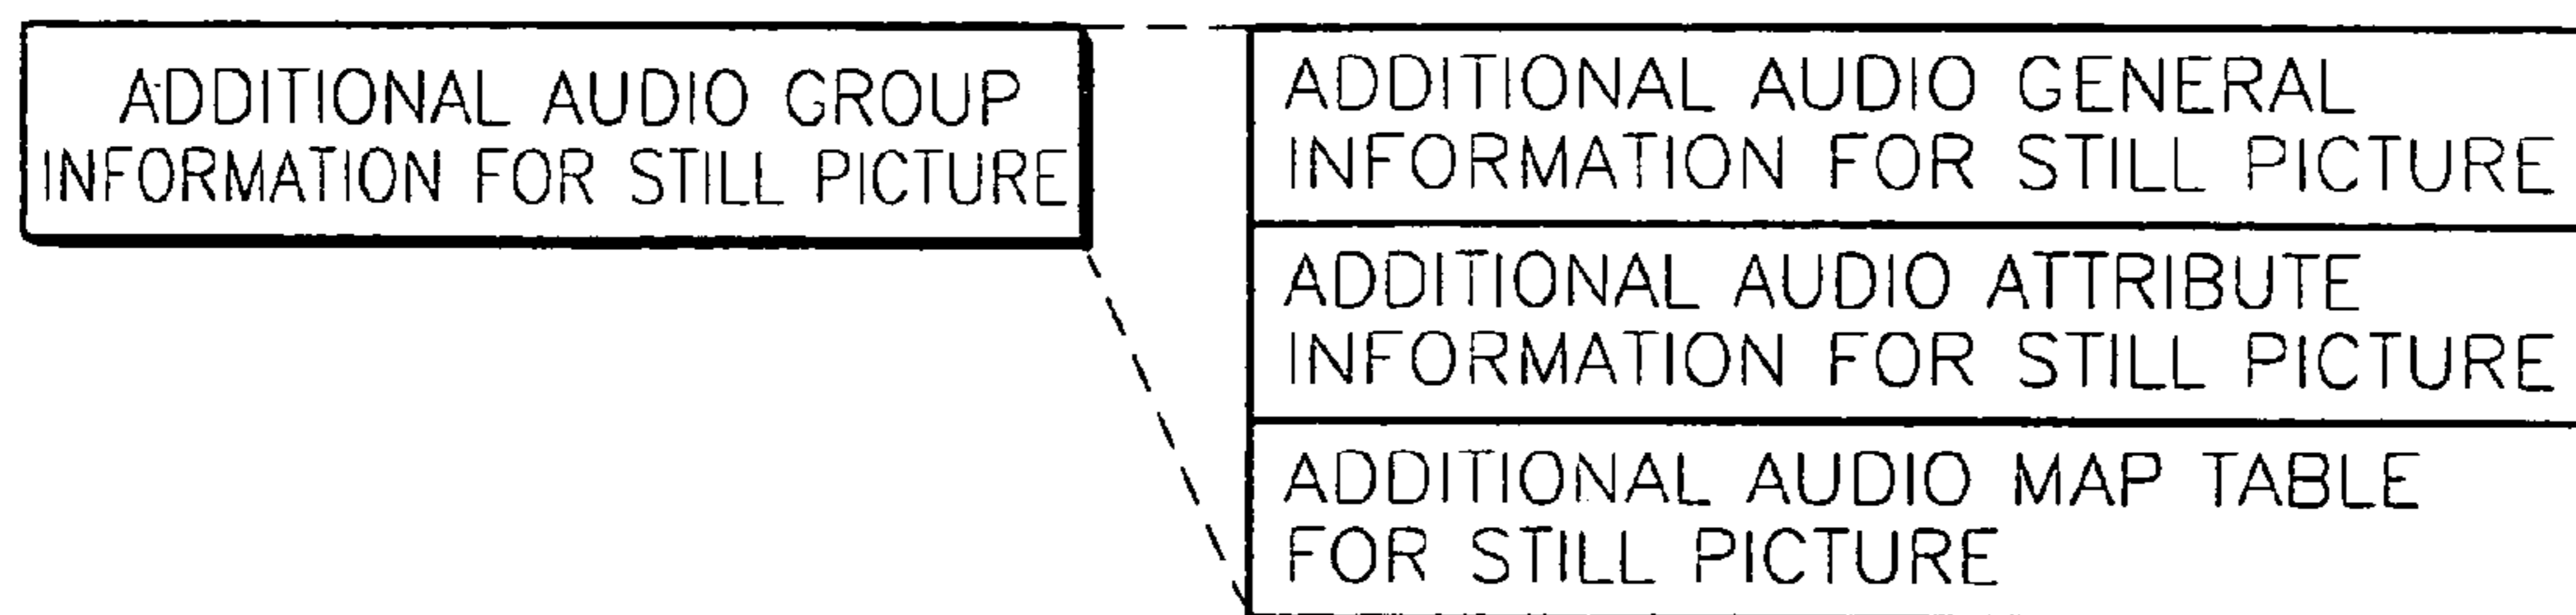 ADDITIONAL AUDIO GROUP
INFORMATION FOR STILL PICTURE
ADDITIONAL AUDIO GENERAL
INFORMATION FOR STILL PICTURE
ADDITIONAL AUDIO ATTRIBUTE
INFORMATION FOR STILL PICTURE
ADDITIONAL AUDIO MAP TABLE
FOR STILL PICTURE